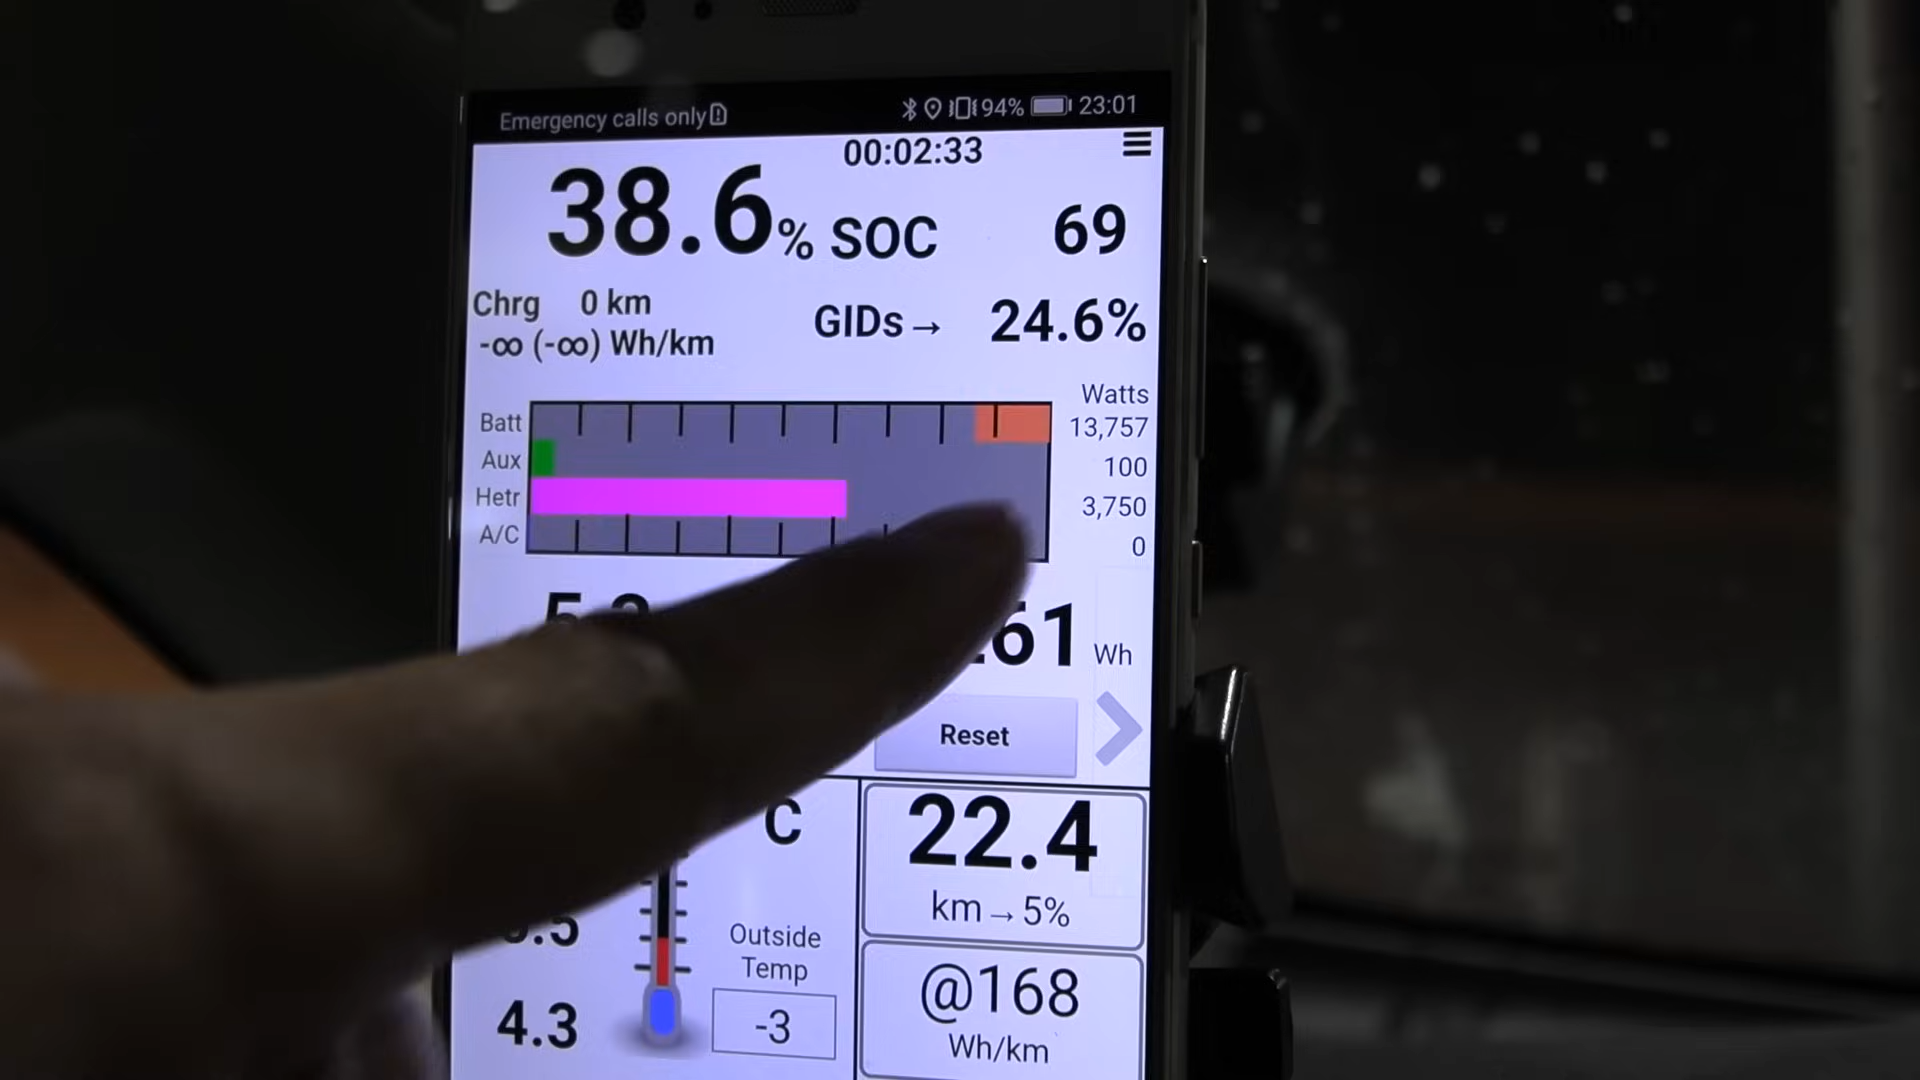 Emergency calls only 94% 23:01
00:02:33
38.6% SOC 69
Chrg 0 km
-∞ (-∞) Wh/km
GIDs→ 24.6%
Watts
Batt 13,757
Aux 100
Hetr 3,750
A/C 0
61 Wh
Reset
C
22.4
km→5%
.5
Outside
Temp
@168
4.3
-3
Wh/km